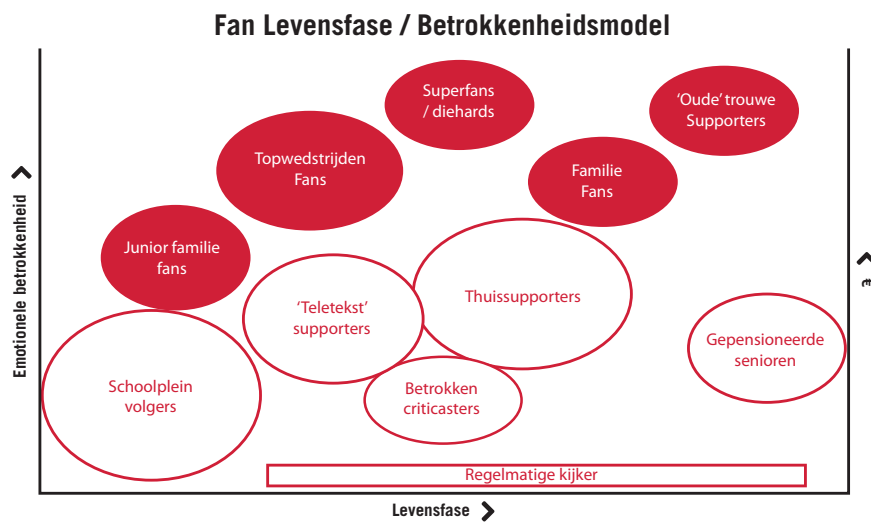 Fan Levensfase / Betrokkenheidsmodel
Superfans
/ diehards
‘Oude’ trouwe
Supporters
Topwedstrijden
Fans
Familie
Fans
Junior familie
fans
‘Teletekst’
supporters
Thuissupporters
Gepensioneerde
senioren
Schoolplein
volgers
Betrokken
criticasters
Regelmatige kijker
Emotionele betrokkenheid
€
Levensfase